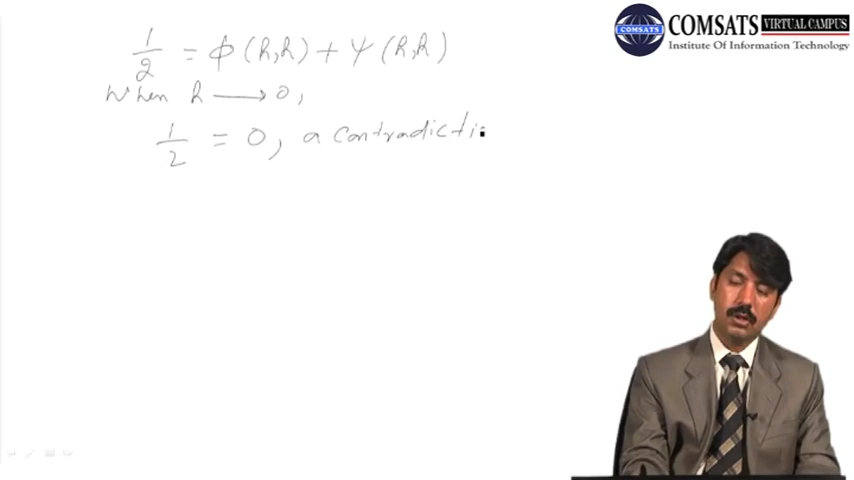 1/2 = ϕ(h,h) + ψ(h,h)
When h → 0,
1/2 = 0, a contradicti
COMSATS VIRTUAL CAMPUS
Institute Of Information Technology
COMSATS